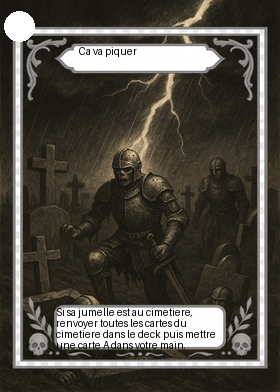 Ca va piquer
Si sa jumelle est au cimetiere,
renvoyer toutes les cartes du
cimetiere dans le deck puis mettre
une carte A dans votre main.